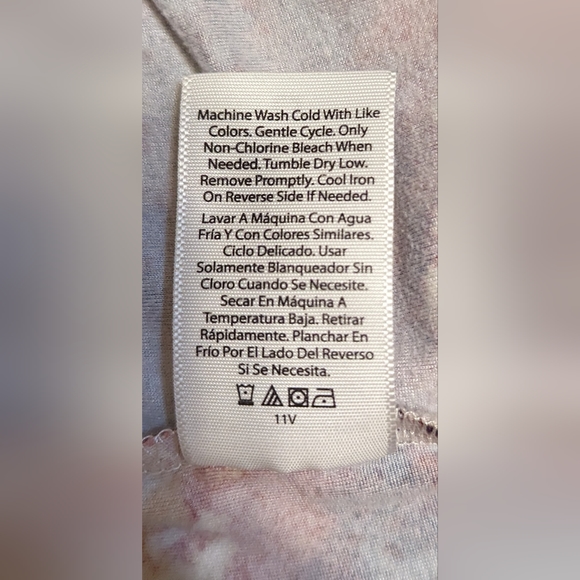 Machine Wash Cold With Like
Colors. Gentle Cycle. Only
Non-Chlorine Bleach When
Needed. Tumble Dry Low.
Remove Promptly. Cool Iron
On Reverse Side If Needed.
Lavar A Máquina Con Agua
Fría Y Con Colores Similares.
Ciclo Delicado. Usar
Solamente Blanqueador Sin
Cloro Cuando Se Necesite.
Secar En Máquina A
Temperatura Baja. Retirar
Rápidamente. Planchar En
Frío Por El Lado Del Reverso
Si Se Necesita.
11V